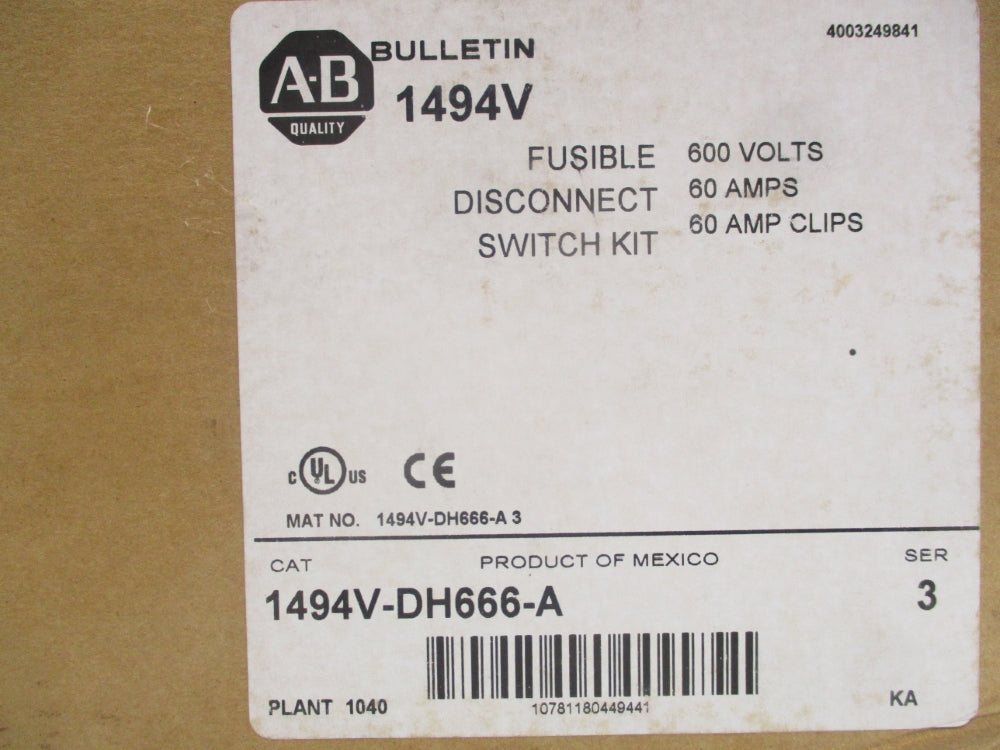 4003249841
A-B
QUALITY
BULLETIN
1494V
FUSIBLE
DISCONNECT
SWITCH KIT
600 VOLTS
60 AMPS
60 AMP CLIPS
C UL US CE
MAT NO. 1494V-DH666-A 3
CAT PRODUCT OF MEXICO SER
1494V-DH666-A 3
10781180449441
PLANT 1040 KA